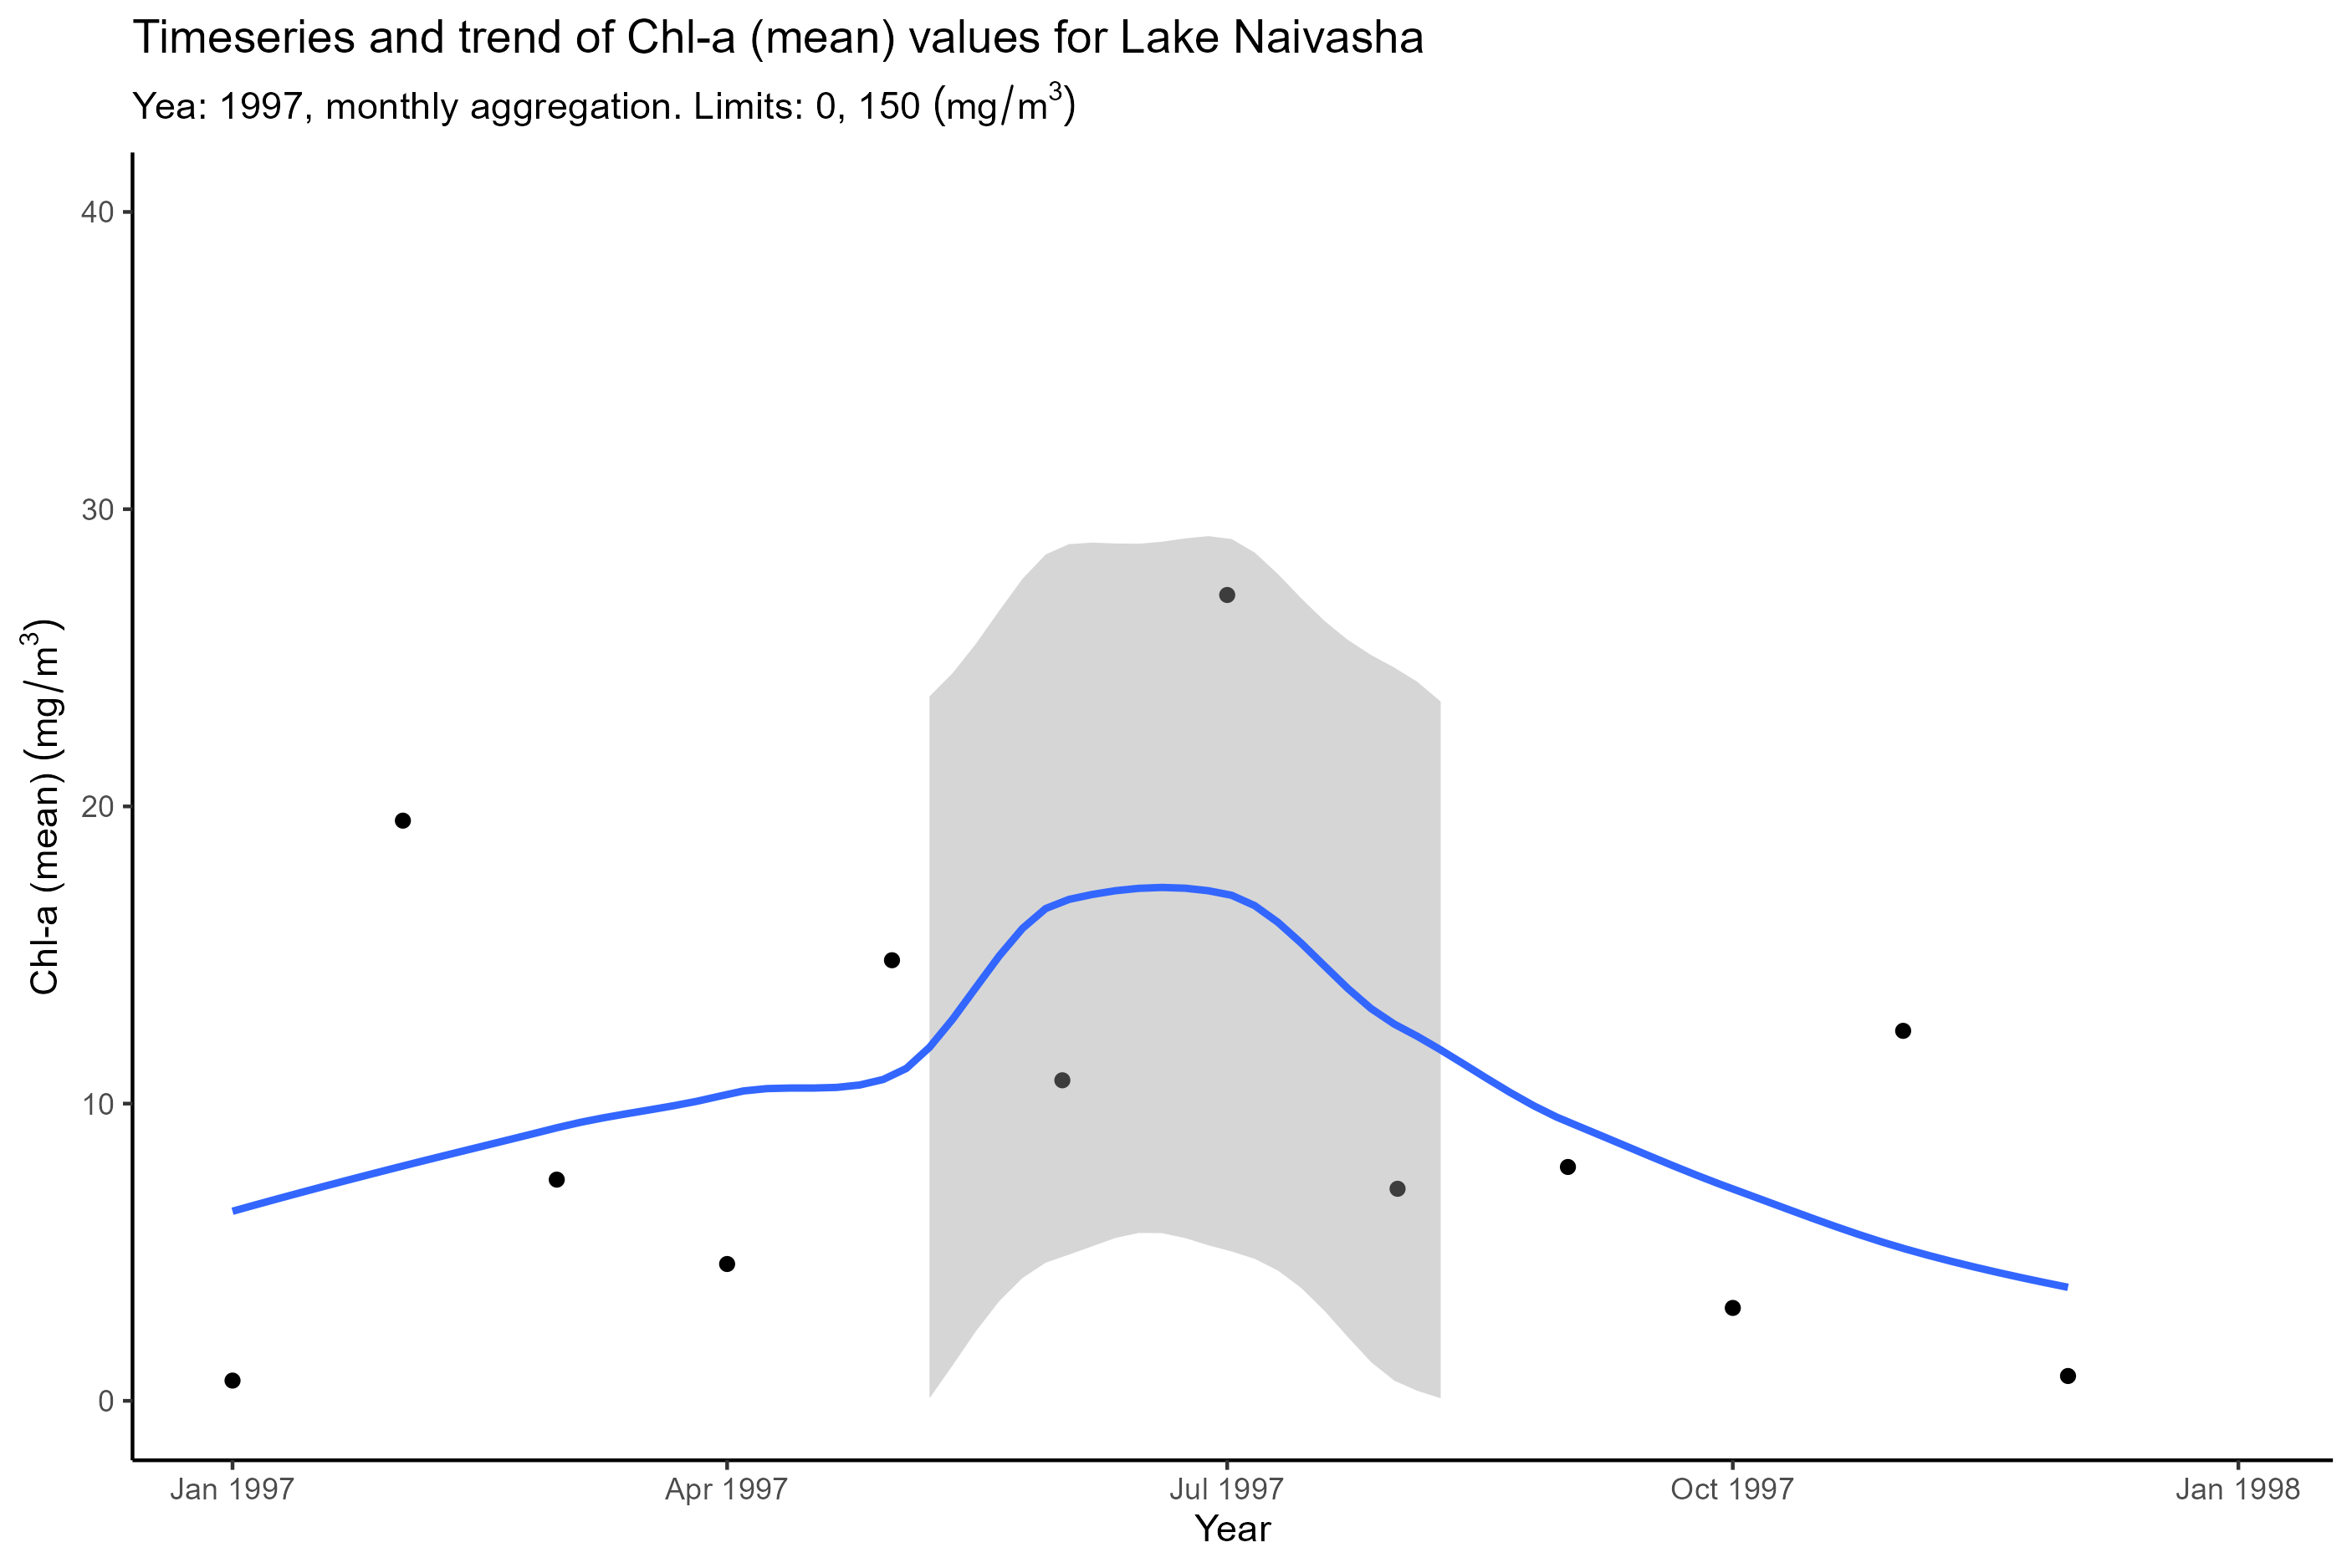 Timeseries and trend of Chl-a (mean) values for Lake Naivasha
Yea: 1997, monthly aggregation. Limits: 0, 150 (mg/m³)
40
30
20
10
0
Chl-a (mean) (mg/m³)
Jan 1997 Apr 1997 Jul 1997 Oct 1997 Jan 1998
Year